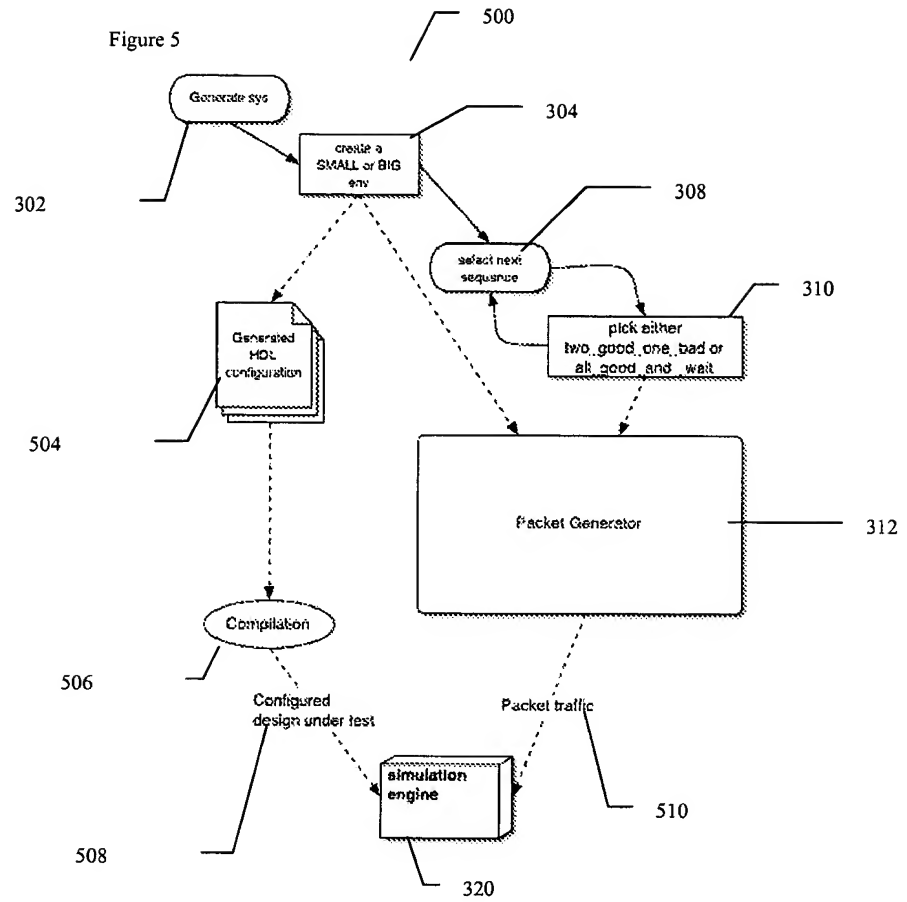 Figure 5
500
Generate sys
304
create a
SMALL or BIG
env
302
308
select next
sequence
310
pick either
two_good_one_bad or
all_good_and_wait
Generated
HDL
configuration
504
Packet Generator
312
Compilation
506
Configured
design under test
Packet traffic
simulation
engine
510
508
320